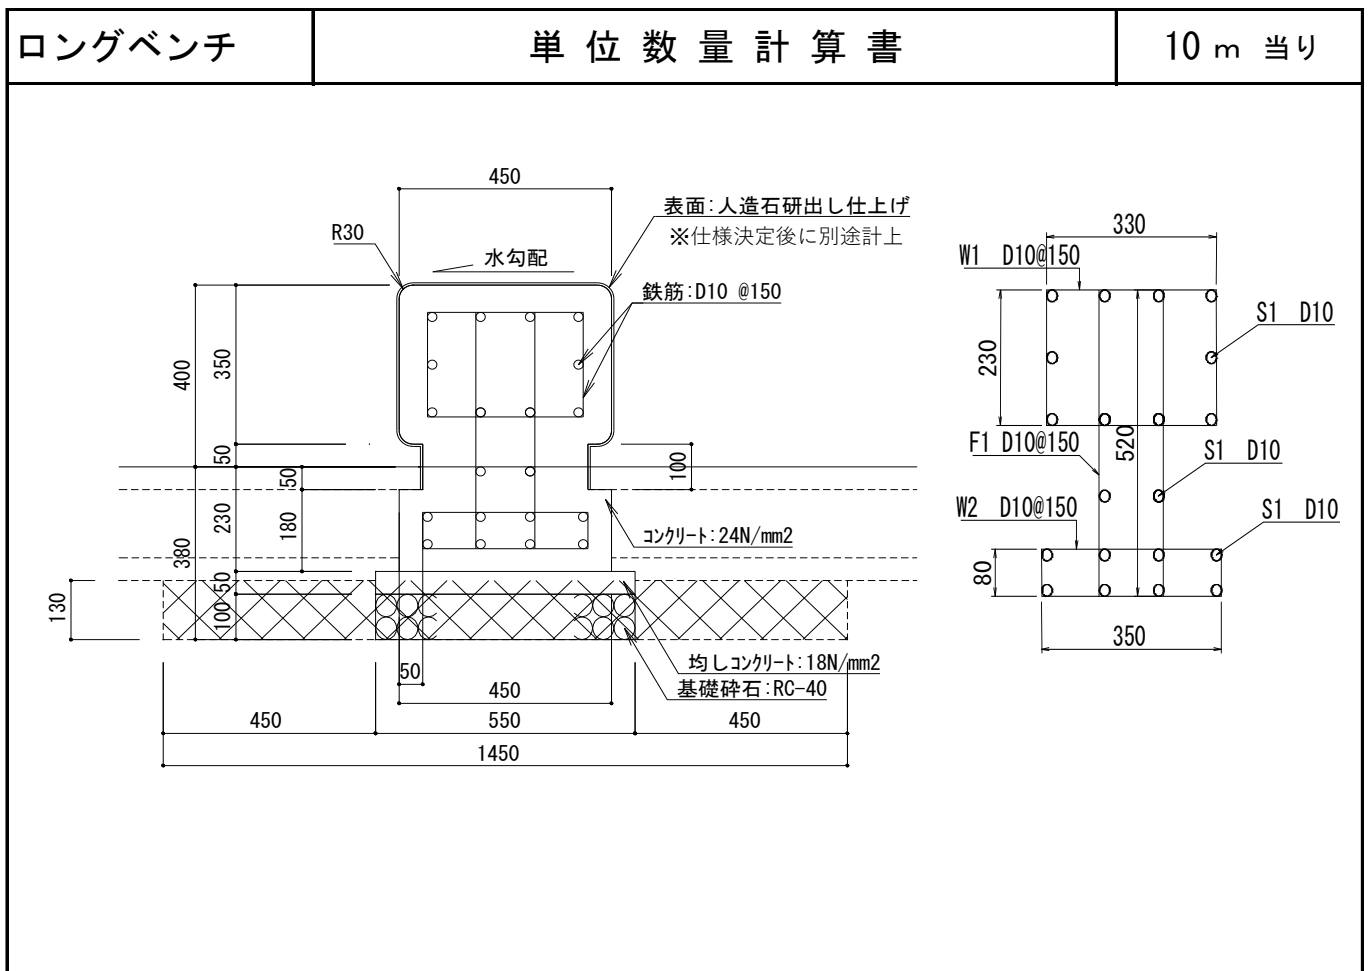 ロングベンチ
単位数量計算書
10 m 当り
450
表面:人造石研出し仕上げ
※仕様決定後に別途計上
R30
水勾配
鉄筋:D10 @150
400
350
50
50
100
230
180
380
コンクリート:24N/mm2
50
100
130
50
均しコンクリート:18N/mm2
450
基礎砕石:RC-40
450
550
450
1450
330
W1 D10@150
S1 D10
230
F1 D10@150
520
S1 D10
W2 D10@150
S1 D10
80
350